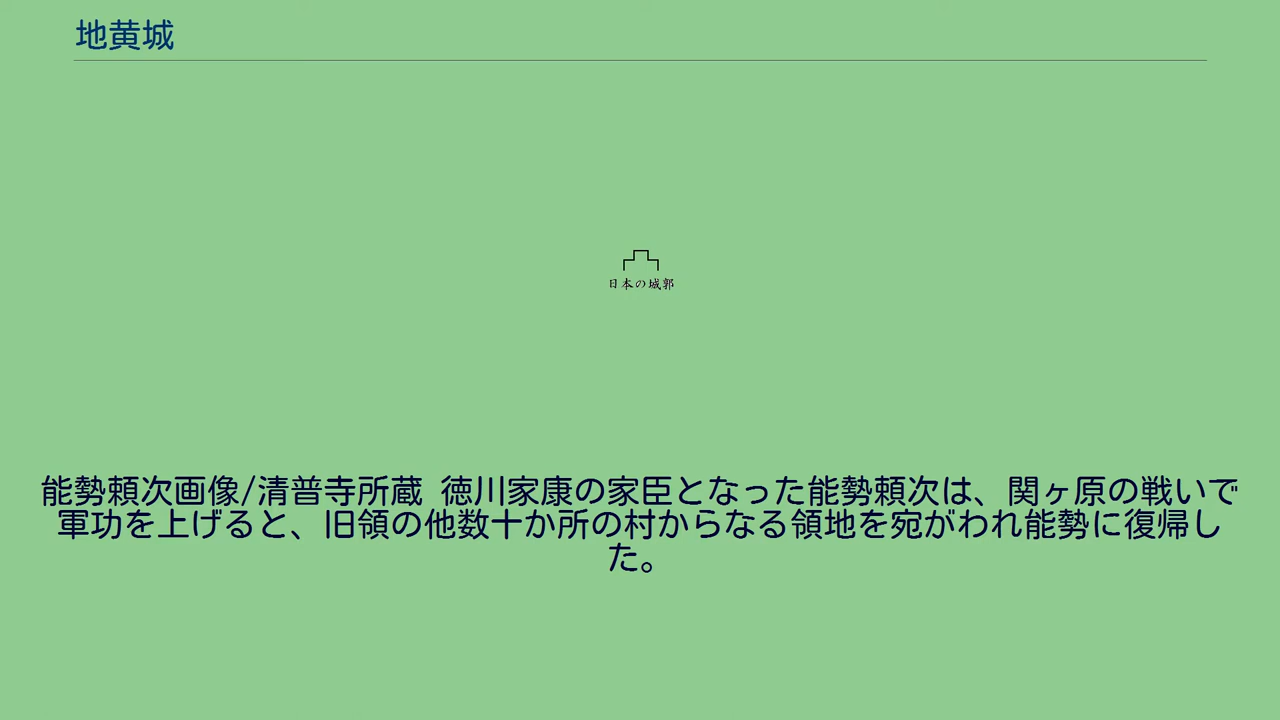 地黄城
日本の城郭
能勢頼次画像/清普寺所蔵 徳川家康の家臣となった能勢頼次は、関ヶ原の戦いで
軍功を上げると、旧領の他数十か所の村からなる領地を宛がわれ能勢に復帰し
た。